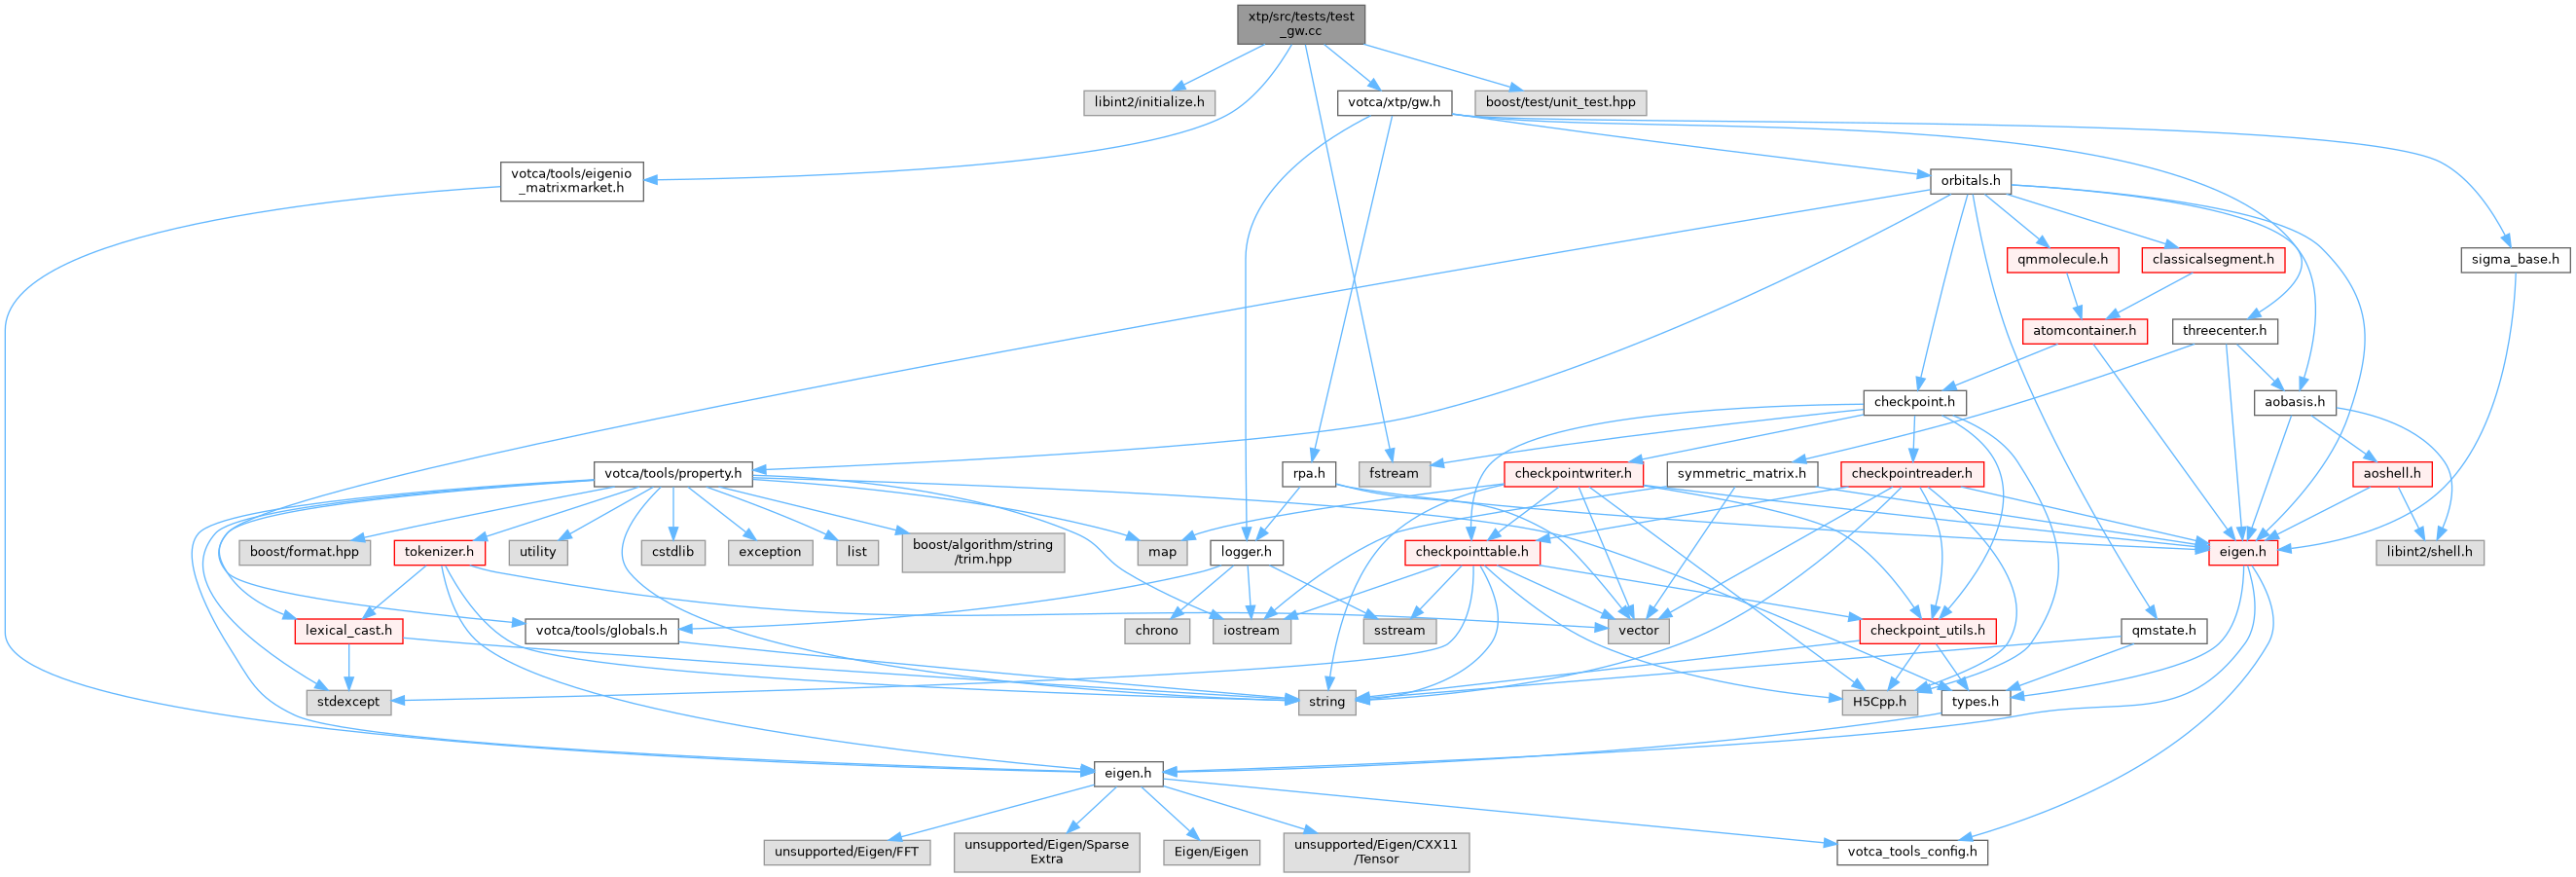 xtp/src/tests/test
_gw.cc
libint2/initialize.h
votca/xtp/gw.h
boost/test/unit_test.hpp
votca/tools/eigenio
_matrixmarket.h
orbitals.h
qmmolecule.h
classicalsegment.h
sigma_base.h
atomcontainer.h
threecenter.h
checkpoint.h
aobasis.h
votca/tools/property.h
rpa.h
fstream
checkpointwriter.h
symmetric_matrix.h
checkpointreader.h
aoshell.h
boost/format.hpp
tokenizer.h
utility
cstdlib
exception
list
boost/algorithm/string
/trim.hpp
map
logger.h
checkpointtable.h
eigen.h
libint2/shell.h
lexical_cast.h
votca/tools/globals.h
chrono
iostream
sstream
vector
checkpoint_utils.h
qmstate.h
stdexcept
string
H5Cpp.h
types.h
eigen.h
unsupported/Eigen/FFT
unsupported/Eigen/Sparse
Extra
Eigen/Eigen
unsupported/Eigen/CXX11
/Tensor
votca_tools_config.h